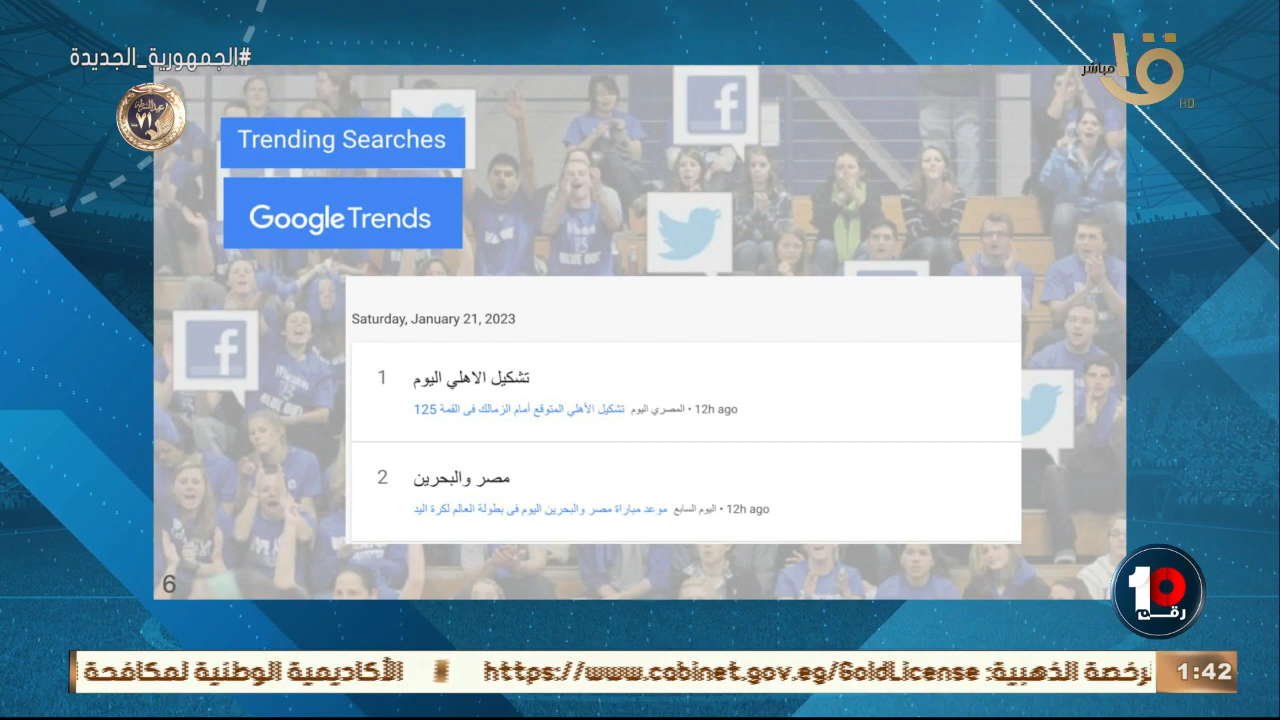 #الجمهورية_الجديدة
مباشر
HD
Trending Searches
Google Trends
Saturday, January 21, 2023
1
تشكيل الاهلي اليوم
تشكيل الأهلي المتوقع أمام الزمالك فى القمة 125 المصري اليوم • 12h ago
2
مصر والبحرين
موعد مباراة مصر والبحرين اليوم فى بطولة العالم لكرة اليد اليوم السابع • 12h ago
6
رقم 10
رخصة الذهبية: https://www.cabinet.gov.eg/GoldLicense
الأكاديمية الوطنية لمكافحة
1:42